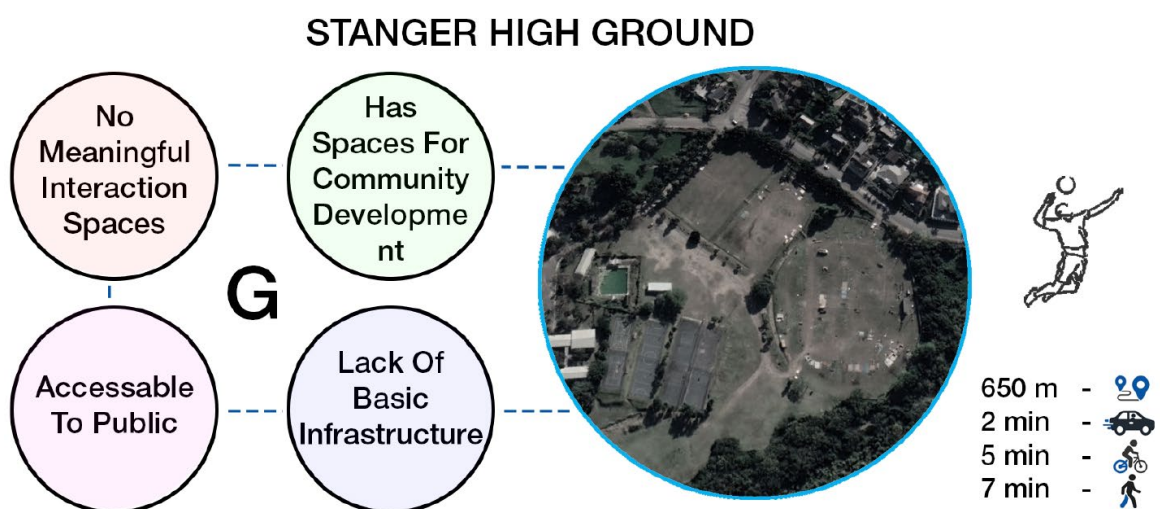 STANGER HIGH GROUND
No
Meaningful
Interaction
Spaces
Has
Spaces For
Community
Developme
nt
G
Accessable
To Public
Lack Of
Basic
Infrastructure
650 m -
2 min -
5 min -
7 min -